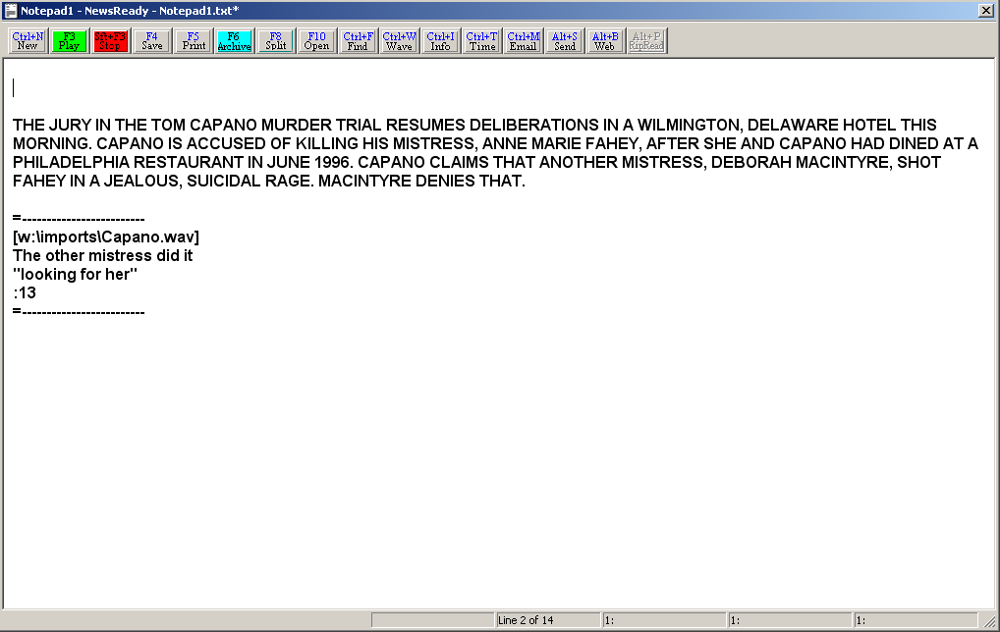 Notepad1 - NewsReady - Notepad1.txt*
Ctrl+N F3 Sft+F3 F4 F5 F6 F8 F10 Ctrl+F Ctrl+W Ctrl+I Ctrl+T Ctrl+M Alt+S Alt+B Alt+P
New Play Stop Save Print Archive Split Open Find Wave Info Time Email Send Web RipRead
THE JURY IN THE TOM CAPANO MURDER TRIAL RESUMES DELIBERATIONS IN A WILMINGTON, DELAWARE HOTEL THIS
MORNING. CAPANO IS ACCUSED OF KILLING HIS MISTRESS, ANNE MARIE FAHEY, AFTER SHE AND CAPANO HAD DINED AT A
PHILADELPHIA RESTAURANT IN JUNE 1996. CAPANO CLAIMS THAT ANOTHER MISTRESS, DEBORAH MACINTYRE, SHOT
FAHEY IN A JEALOUS, SUICIDAL RAGE. MACINTYRE DENIES THAT.
=-------------------------
[w:\imports\Capano.wav]
The other mistress did it
"looking for her"
:13
=-------------------------
Line 2 of 14 1: 1: 1: